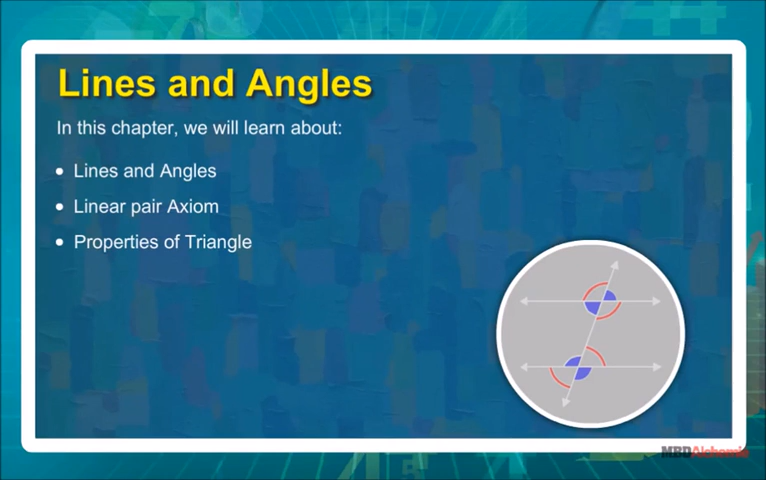 Lines and Angles
In this chapter, we will learn about:
• Lines and Angles
• Linear pair Axiom
• Properties of Triangle
MBDAlchemie